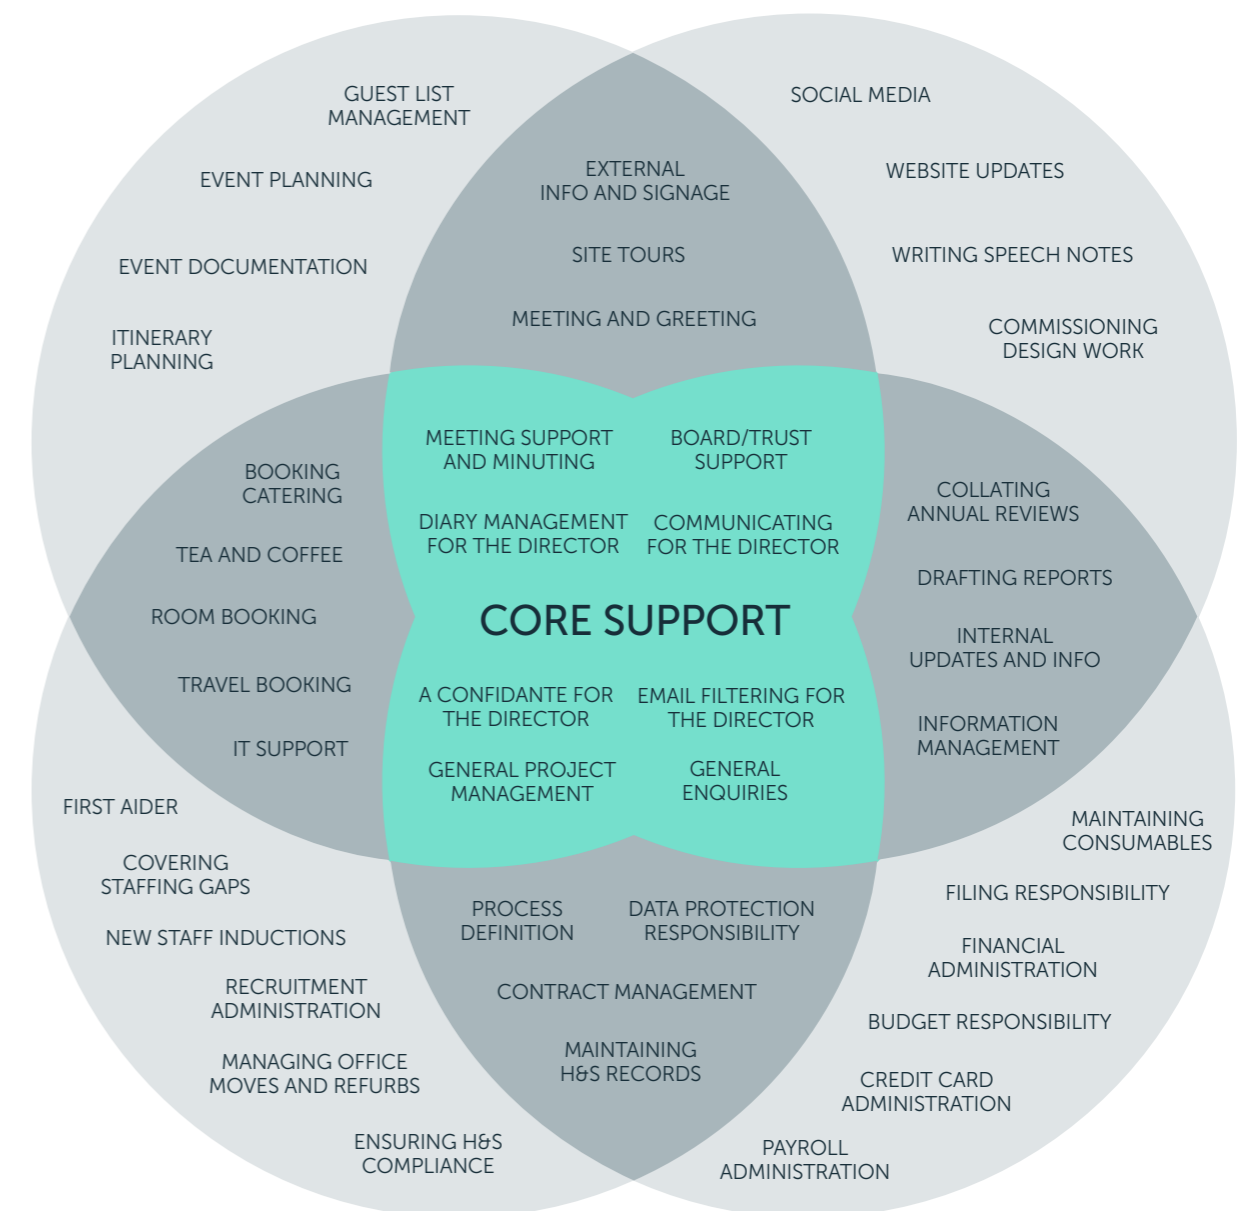 GUEST LIST
MANAGEMENT
EVENT PLANNING
EVENT DOCUMENTATION
ITINERARY
PLANNING
EXTERNAL
INFO AND SIGNAGE
SITE TOURS
MEETING AND GREETING
SOCIAL MEDIA
WEBSITE UPDATES
WRITING SPEECH NOTES
COMMISSIONING
DESIGN WORK
BOOKING
CATERING
TEA AND COFFEE
ROOM BOOKING
TRAVEL BOOKING
IT SUPPORT
MEETING SUPPORT
AND MINUTING
BOARD/TRUST
SUPPORT
DIARY MANAGEMENT
FOR THE DIRECTOR
COMMUNICATING
FOR THE DIRECTOR
CORE SUPPORT
A CONFIDANTE FOR
THE DIRECTOR
EMAIL FILTERING FOR
THE DIRECTOR
GENERAL PROJECT
MANAGEMENT
GENERAL
ENQUIRIES
COLLATING
ANNUAL REVIEWS
DRAFTING REPORTS
INTERNAL
UPDATES AND INFO
INFORMATION
MANAGEMENT
FIRST AIDER
COVERING
STAFFING GAPS
NEW STAFF INDUCTIONS
RECRUITMENT
ADMINISTRATION
MANAGING OFFICE
MOVES AND REFURBS
ENSURING H&S
COMPLIANCE
PROCESS
DEFINITION
DATA PROTECTION
RESPONSIBILITY
CONTRACT MANAGEMENT
MAINTAINING
H&S RECORDS
MAINTAINING
CONSUMABLES
FILING RESPONSIBILITY
FINANCIAL
ADMINISTRATION
BUDGET RESPONSIBILITY
CREDIT CARD
ADMINISTRATION
PAYROLL
ADMINISTRATION